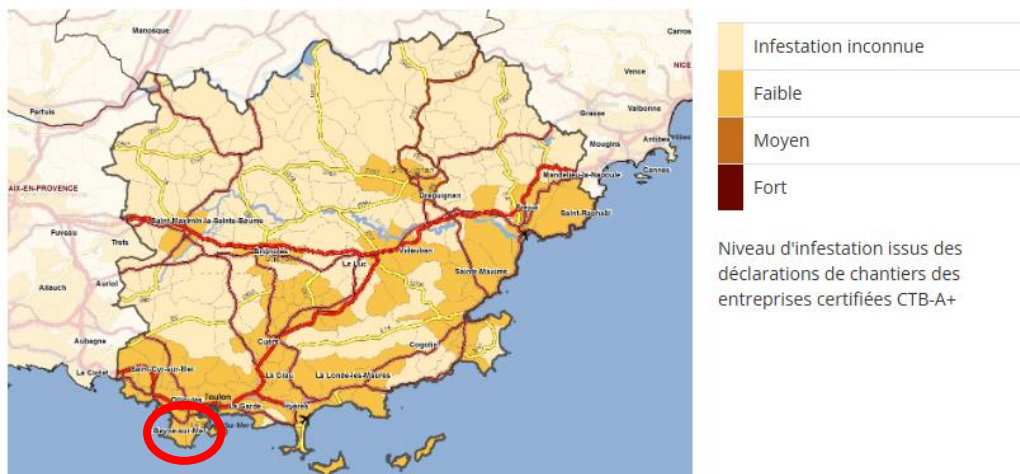 Manosque
Carros
NICE
Vence
Pertuis
Grasse
Valbonne
Mougins
Antibes
Cannes
Mandelieu-la-Napoule
AIX-EN-PROVENCE
Draguignan
Fréjus
Saint-Raphaël
Saint-Maximin-la-Sainte-Baume
Fuveau
Trets
Brignoles
Vidauban
Le Luc
Sainte-Maxime
Allauch
Auriol
Aubagne
Cuers
Cogolin
La Ciotat
Saint-Cyr-sur-Mer
La Crau
La Londe-les-Maures
Ollioules
Toulon
La Garde
Hyères
Seyne-sur-Mer
Infestation inconnue
Faible
Moyen
Fort
Niveau d'infestation issus des
déclarations de chantiers des
entreprises certifiées CTB-A+